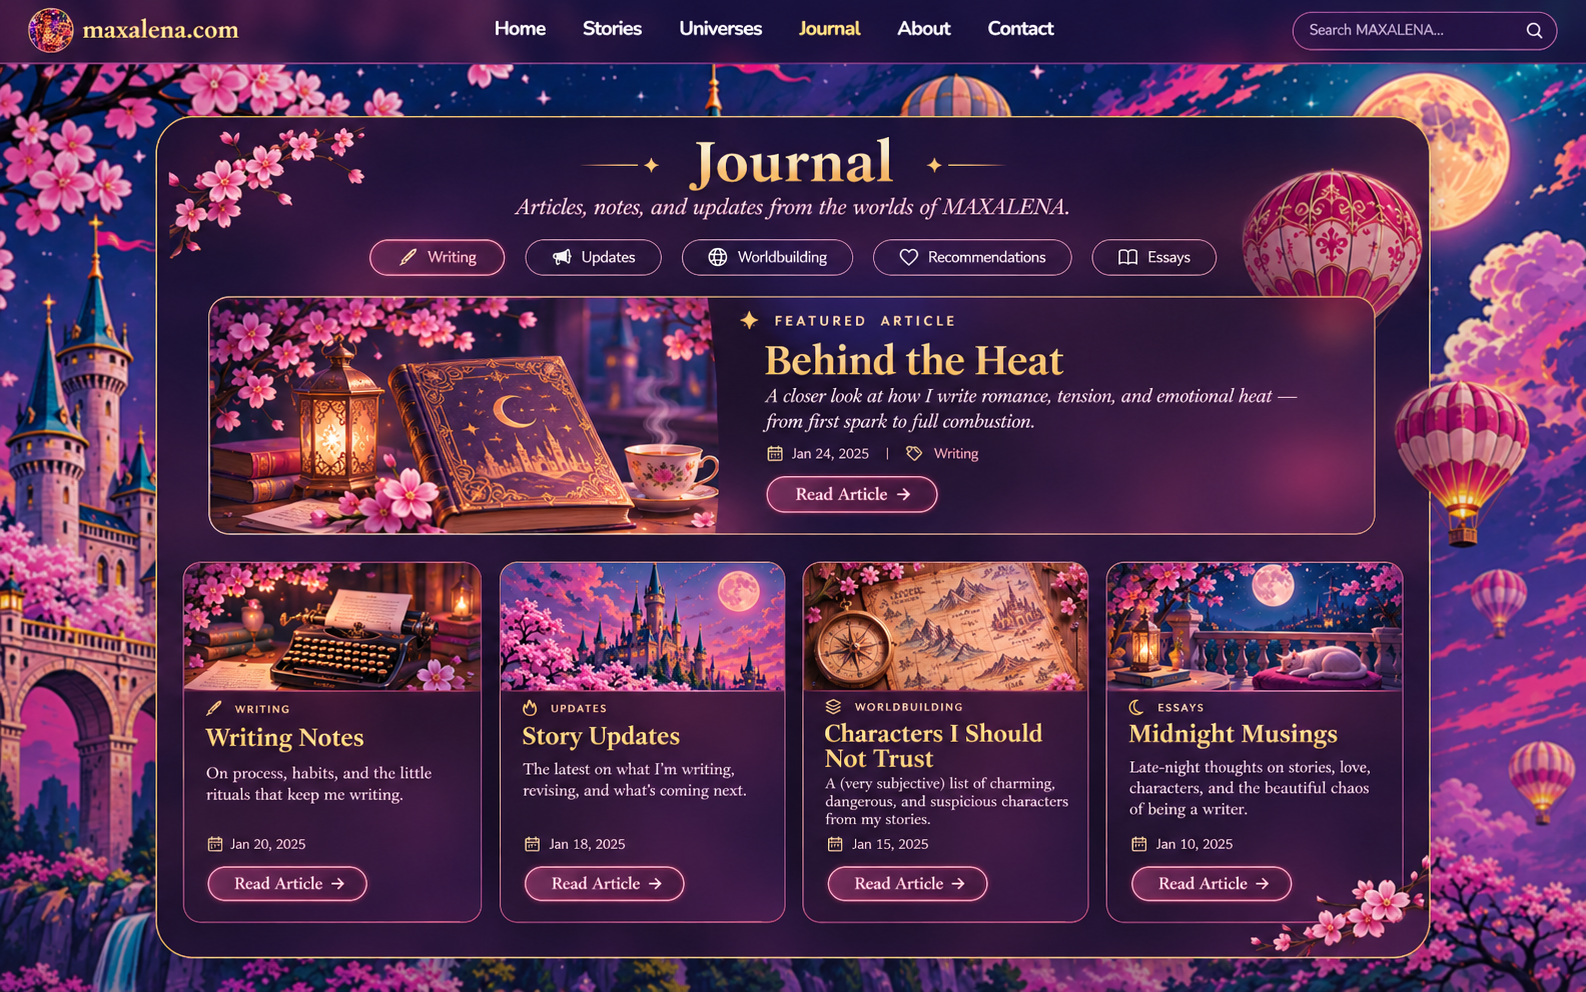 maxalena.com
Home
Stories
Universes
Journal
About
Contact
Search MAXALENA...
Journal
Articles, notes, and updates from the worlds of MAXALENA.
Writing
Updates
Worldbuilding
Recommendations
Essays
FEATURED ARTICLE
Behind the Heat
A closer look at how I write romance, tension, and emotional heat —
from first spark to full combustion.
Jan 24, 2025 | Writing
Read Article →
WRITING
Writing Notes
On process, habits, and the little
rituals that keep me writing.
Jan 20, 2025
Read Article →
UPDATES
Story Updates
The latest on what I'm writing,
revising, and what's coming next.
Jan 18, 2025
Read Article →
WORLDBUILDING
Characters I Should
Not Trust
A (very subjective) list of charming,
dangerous, and suspicious characters
from my stories.
Jan 15, 2025
Read Article →
ESSAYS
Midnight Musings
Late-night thoughts on stories, love,
characters, and the beautiful chaos
of being a writer.
Jan 10, 2025
Read Article →